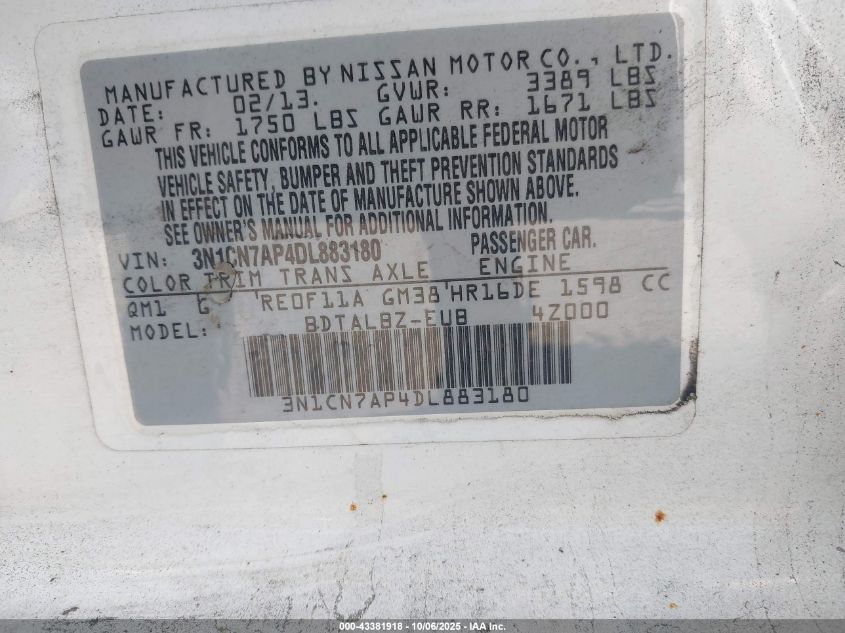 MANUFACTURED BY NISSAN MOTOR CO., LTD.
DATE: 02/13. GVWR: 3389 LBS
GAWR FR: 1750 LBS GAWR RR: 1671 LBS
THIS VEHICLE CONFORMS TO ALL APPLICABLE FEDERAL MOTOR
VEHICLE SAFETY, BUMPER AND THEFT PREVENTION STANDARDS
IN EFFECT ON THE DATE OF MANUFACTURE SHOWN ABOVE.
SEE OWNER'S MANUAL FOR ADDITIONAL INFORMATION.
VIN: 3N1CN7AP4DL883180 PASSENGER CAR.
COLOR TRIM TRANS AXLE ENGINE
QM1 G RE0F11A GM38 HR16DE 1598 CC
MODEL: BDTALBZ-EUB 4Z000
3N1CN7AP4DL883180
000-43381918 - 10/06/2025 - IAA Inc.